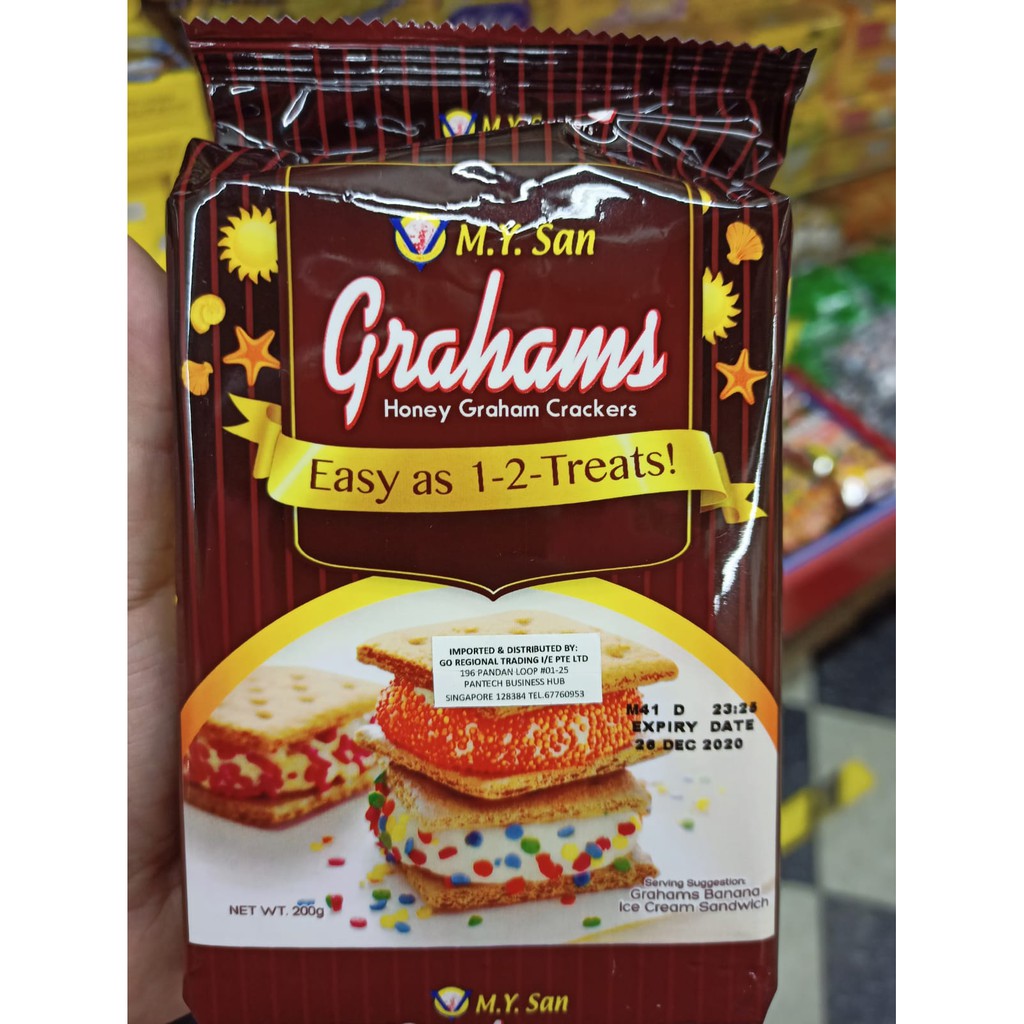 M.Y. San
Grahams
Honey Graham Crackers
Easy as 1-2-Treats!
IMPORTED & DISTRIBUTED BY:
GO REGIONAL TRADING I/E PTE LTD
196 PANDAN LOOP #01-25
PANTECH BUSINESS HUB
SINGAPORE 128384 TEL.67760953
M41 D 23:25
EXPIRY DATE
26 DEC 2020
Serving Suggestion:
Grahams Banana
Ice Cream Sandwich
NET WT. 200g
M.Y. San